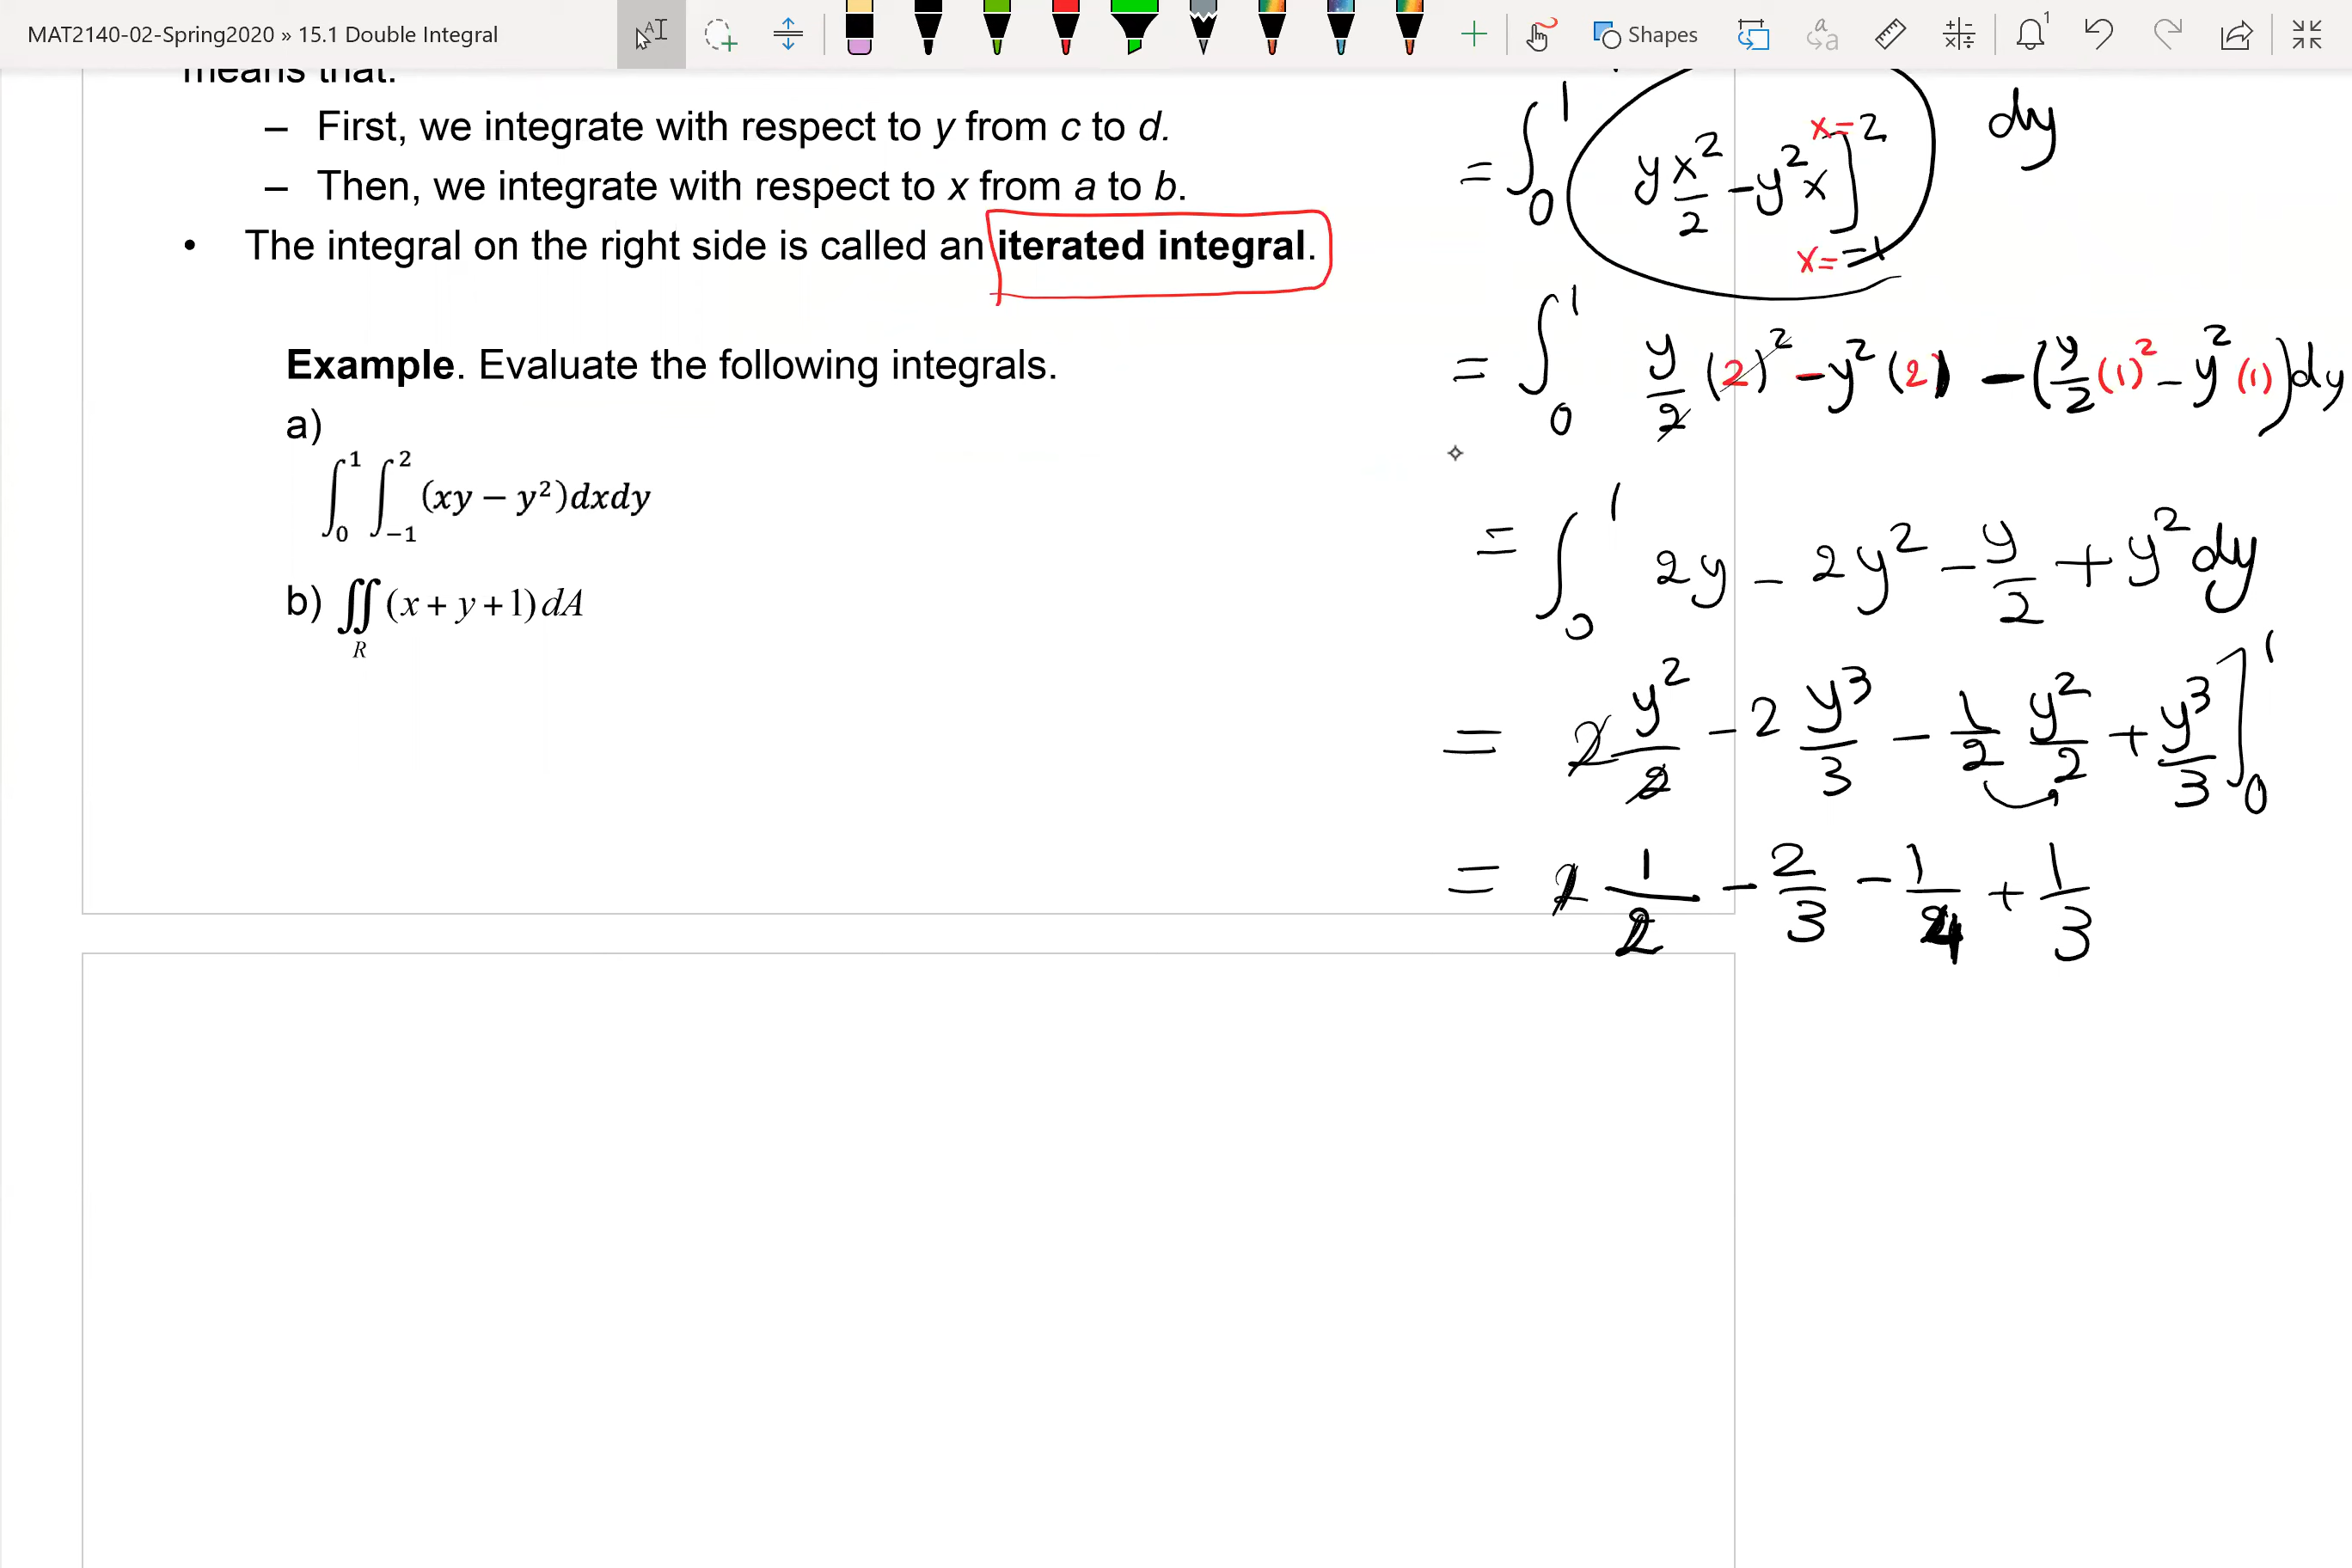 MAT2140-02-Spring2020 » 15.1 Double Integral
Shapes
means that:
– First, we integrate with respect to y from c to d.
– Then, we integrate with respect to x from a to b.
• The integral on the right side is called an iterated integral.
Example. Evaluate the following integrals.
a)
∫₀¹ ∫₋₁² (xy − y²)dxdy
b) ∬_R (x + y + 1) dA
= ∫₀¹ y x²/2 − y²x ]_{x=−1}^{x=2} dy
= ∫₀¹ y/2 (2)² − y² (2) − (y/2 (1)² − y² (1)) dy
= ∫₀¹ 2y − 2y² − y/2 + y² dy
= 2 y²/2 − 2 y³/3 − 1/2 y²/2 + y³/3 ]₀¹
= 1/2 − 2/3 − 1/4 + 1/3